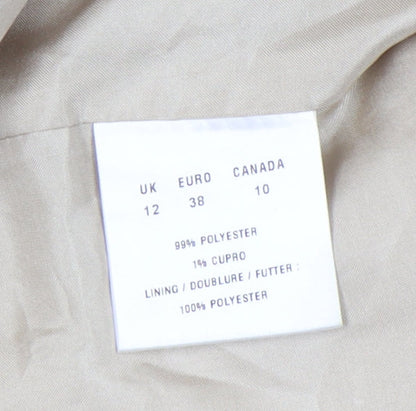 UK EURO CANADA
12 38 10
99% POLYESTER
1% CUPRO
LINING / DOUBLURE / FUTTER :
100% POLYESTER